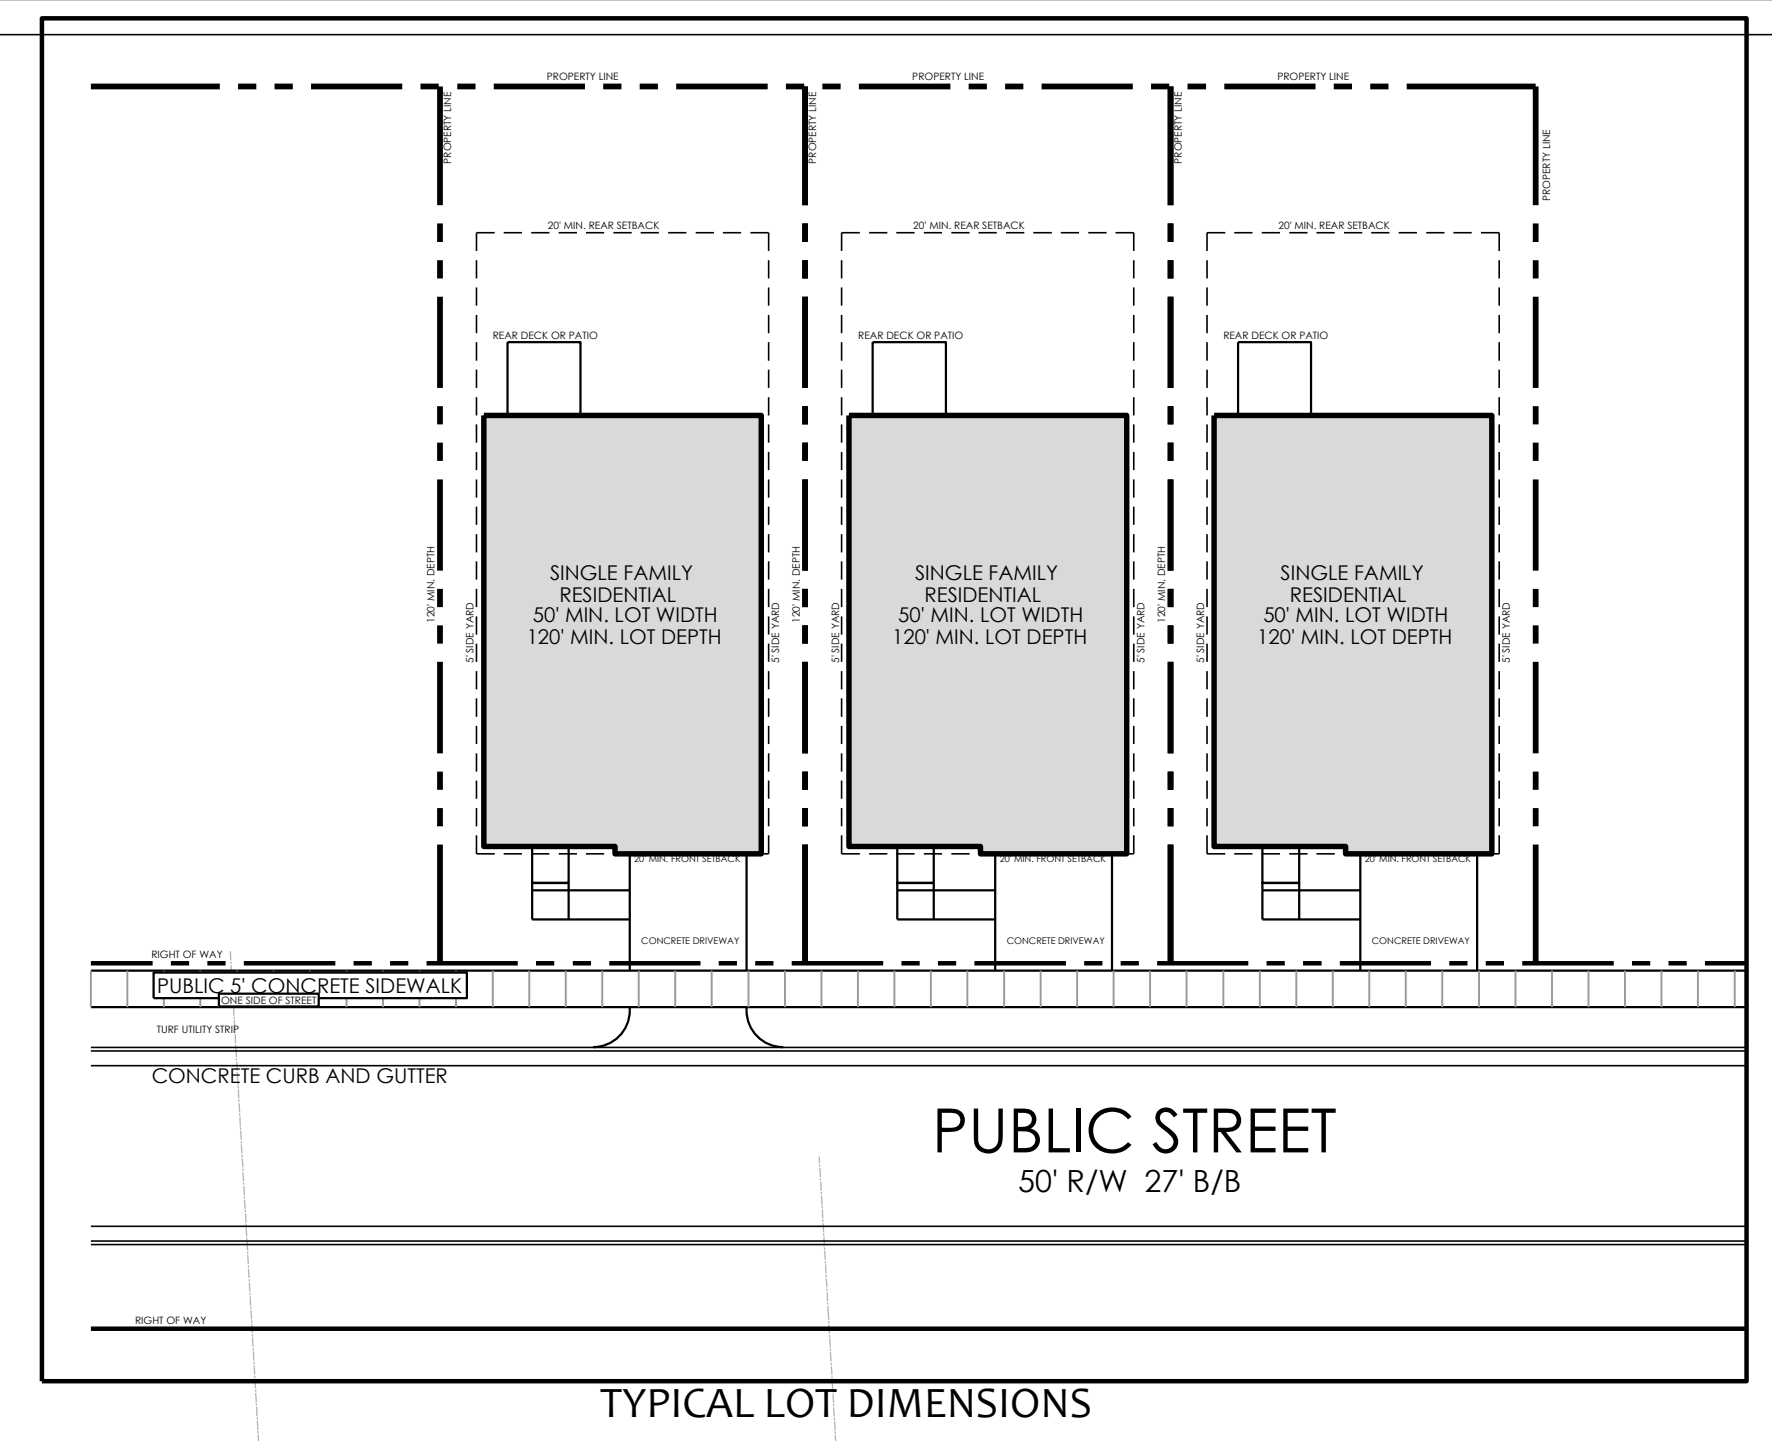 PROPERTY LINE
PROPERTY LINE
PROPERTY LINE
PROPERTY LINE
PROPERTY LINE
PROPERTY LINE
PROPERTY LINE
20' MIN. REAR SETBACK
20' MIN. REAR SETBACK
20' MIN. REAR SETBACK
REAR DECK OR PATIO
REAR DECK OR PATIO
REAR DECK OR PATIO
120' MIN. DEPTH
5' SIDE YARD
SINGLE FAMILY
RESIDENTIAL
50' MIN. LOT WIDTH
120' MIN. LOT DEPTH
5' SIDE YARD
120' MIN. DEPTH
5' SIDE YARD
SINGLE FAMILY
RESIDENTIAL
50' MIN. LOT WIDTH
120' MIN. LOT DEPTH
5' SIDE YARD
120' MIN. DEPTH
5' SIDE YARD
SINGLE FAMILY
RESIDENTIAL
50' MIN. LOT WIDTH
120' MIN. LOT DEPTH
5' SIDE YARD
20' MIN. FRONT SETBACK
20' MIN. FRONT SETBACK
20' MIN. FRONT SETBACK
CONCRETE DRIVEWAY
CONCRETE DRIVEWAY
CONCRETE DRIVEWAY
RIGHT OF WAY
PUBLIC 5' CONCRETE SIDEWALK
ONE SIDE OF STREET
TURF UTILITY STRIP
CONCRETE CURB AND GUTTER
PUBLIC STREET
50' R/W 27' B/B
RIGHT OF WAY
TYPICAL LOT DIMENSIONS